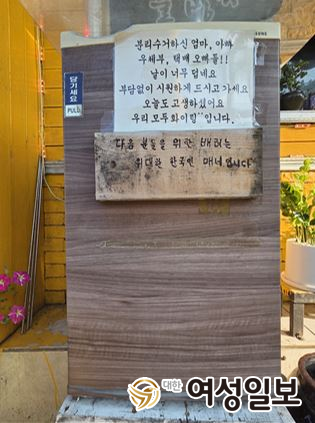 분리수거하신 엄마, 아빠
우체부, 택배 오빠들!!
날이 너무 덥네요
부담없이 시원하게 드시고 가세요
오늘도 고생하셨어요
우리 모두 화이팅^^입니다.
당기세요
PULL
다음 분들을 위한 배려는
위대한 한국인 매너입니다
대한 여성일보